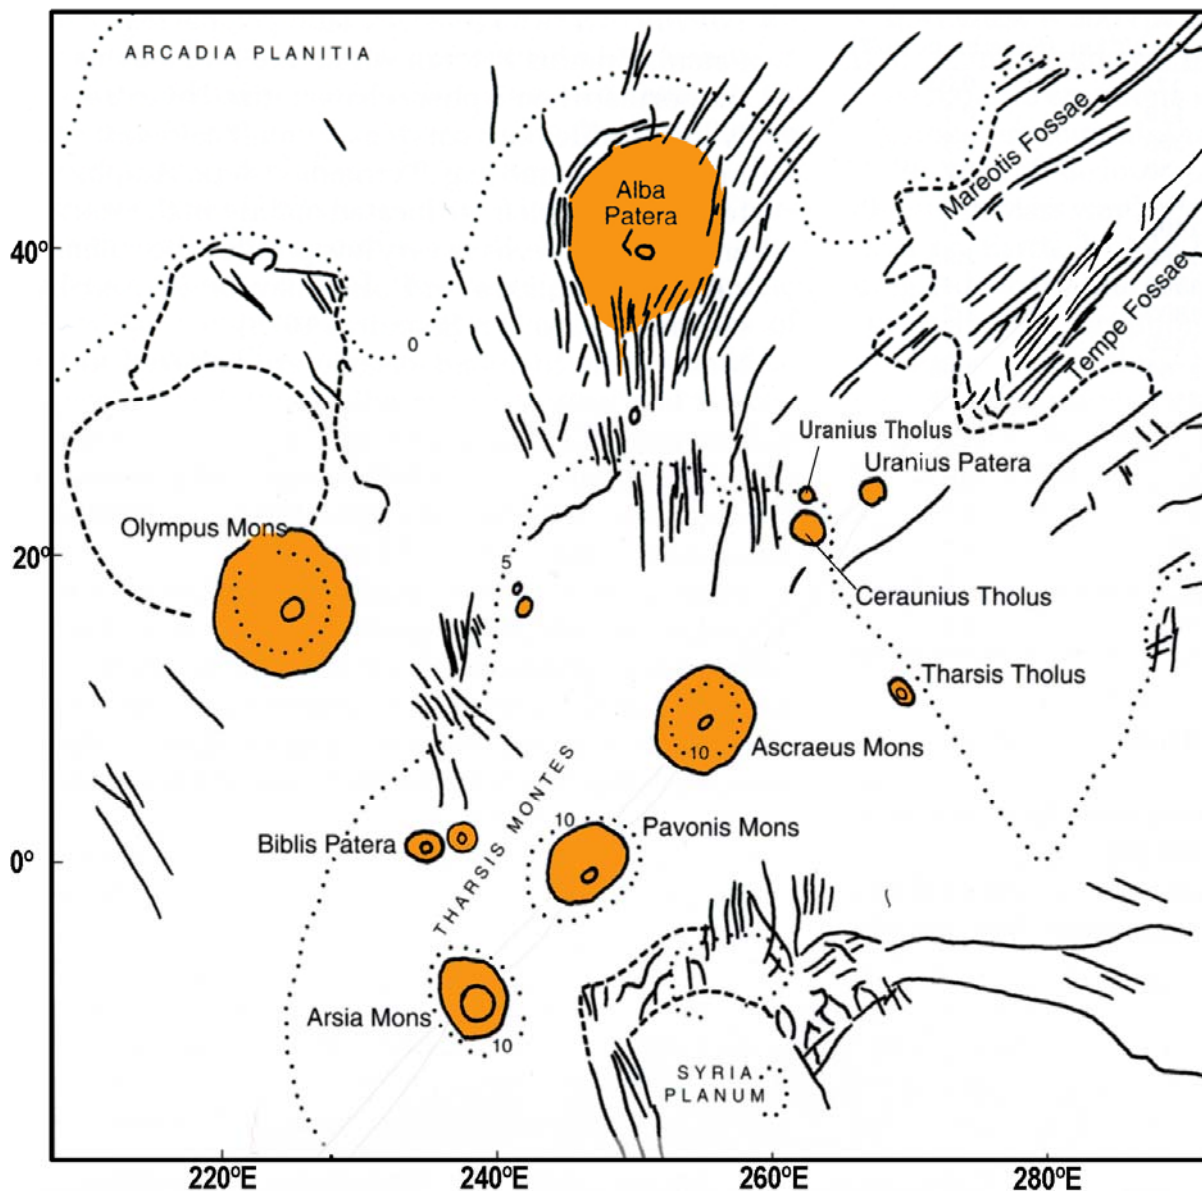 ARCADIA PLANITIA
Mareotis Fossae
Alba
Patera
40º
Tempe Fossae
0
Uranius Tholus
Uranius Patera
Olympus Mons
20º
5
Ceraunius Tholus
Tharsis Tholus
10
Ascraeus Mons
THARSIS MONTES
10
Pavonis Mons
Biblis Patera
0º
Arsia Mons
10
SYRIA
PLANUM
220ºE
240ºE
260ºE
280ºE